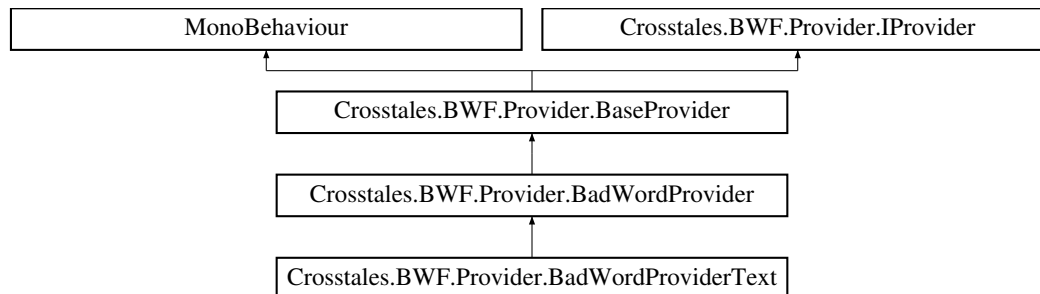 MonoBehaviour
Crosstales.BWF.Provider.IProvider
Crosstales.BWF.Provider.BaseProvider
Crosstales.BWF.Provider.BadWordProvider
Crosstales.BWF.Provider.BadWordProviderText